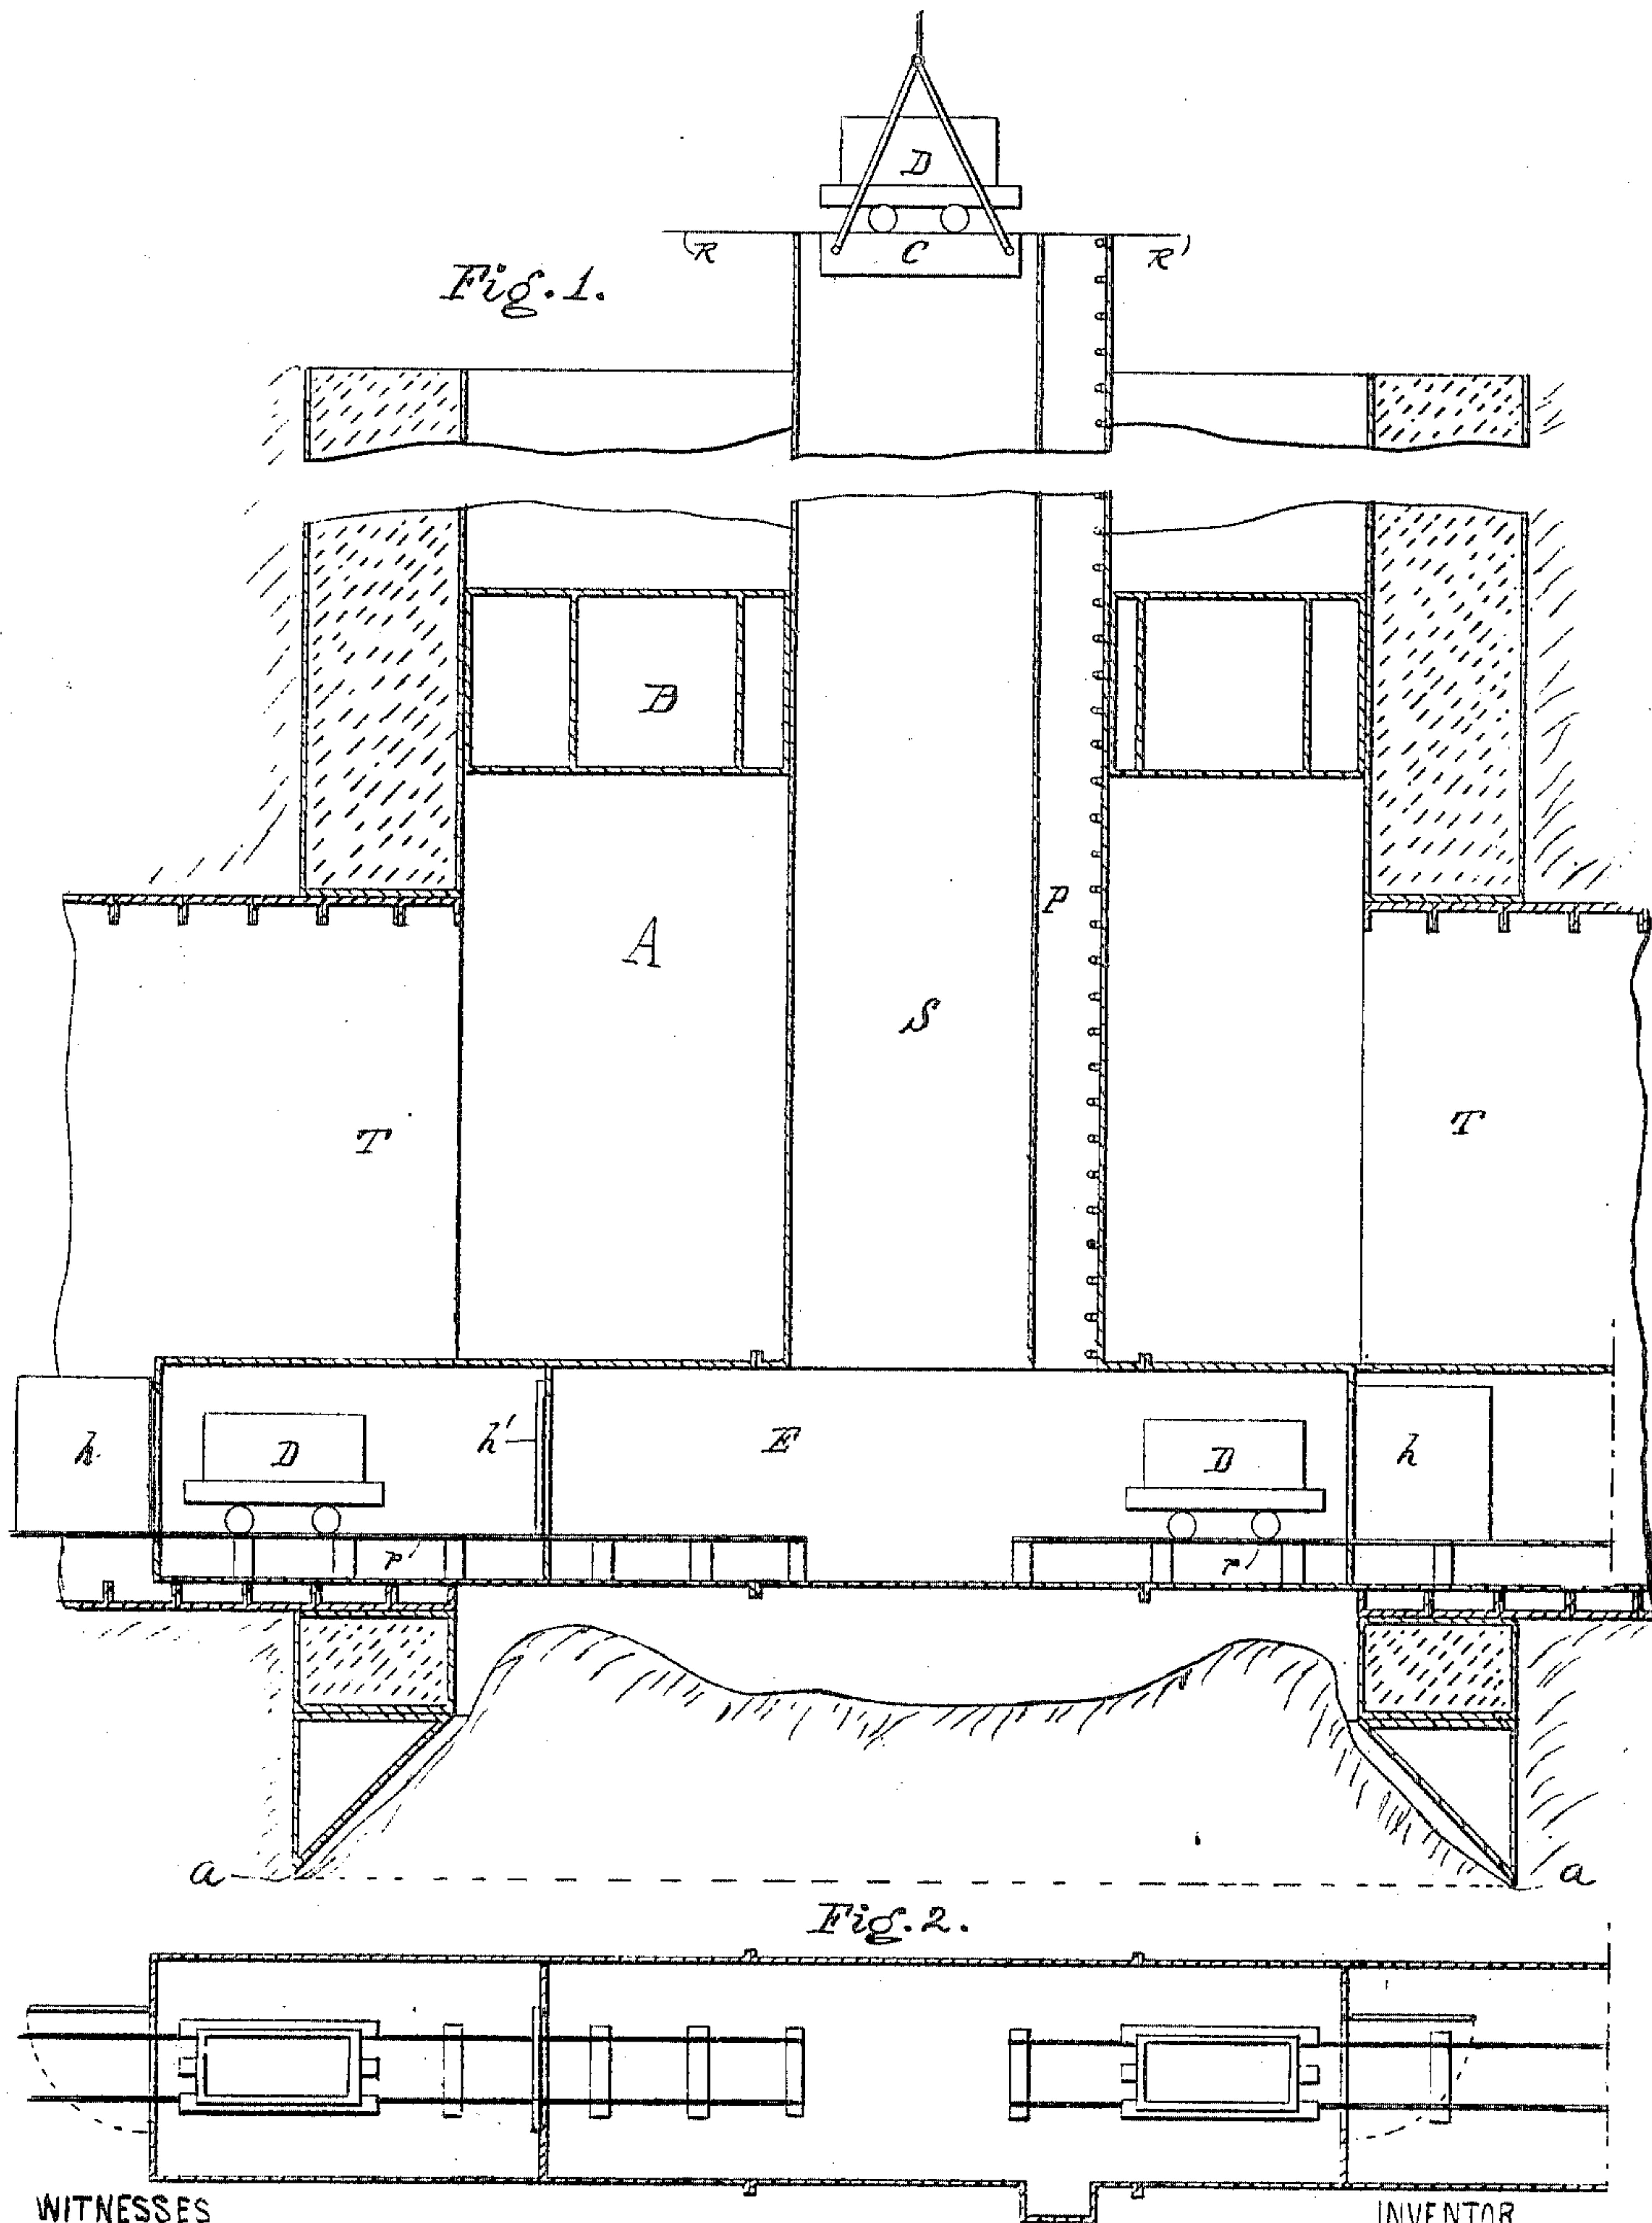 D
C
R
R'
Fig. 1.
B
A
P
S
T
T
h
D
h'
E
D
h
r
r'
a
a
Fig. 2.
WITNESSES
INVENTOR